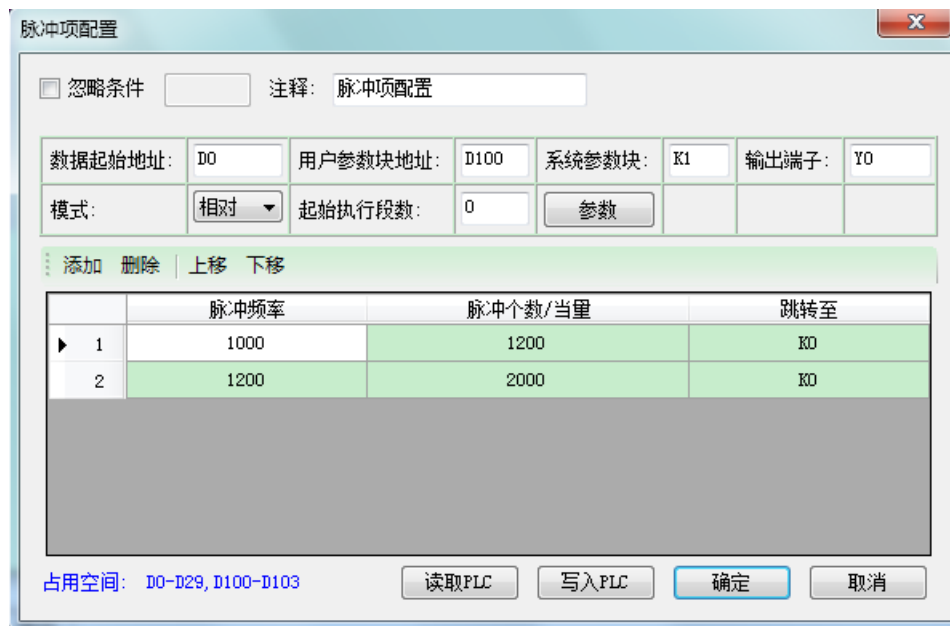 脉冲项配置
忽略条件 注释: 脉冲项配置
数据起始地址: D0 用户参数块地址: D100 系统参数块: K1 输出端子: Y0
模式: 相对 起始执行段数: 0 参数
添加 删除 上移 下移
脉冲频率 脉冲个数/当量 跳转至
1 1000 1200 K0
2 1200 2000 K0
占用空间: D0-D29,D100-D103 读取PLC 写入PLC 确定 取消